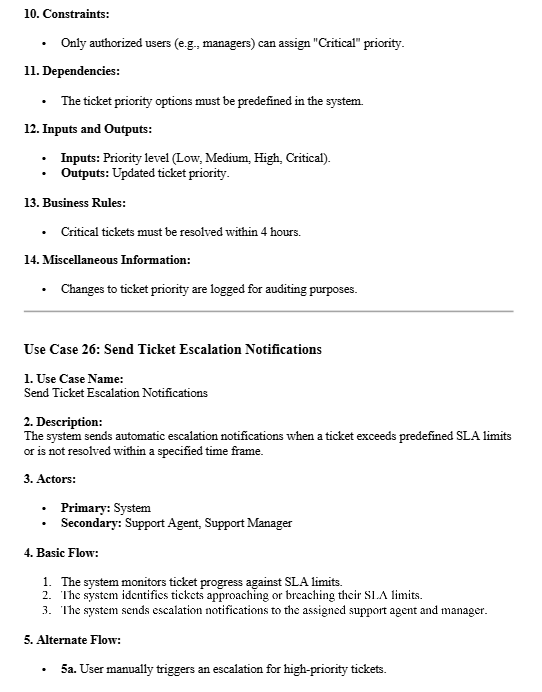 10. Constraints:
• Only authorized users (e.g., managers) can assign "Critical" priority.
11. Dependencies:
• The ticket priority options must be predefined in the system.
12. Inputs and Outputs:
• Inputs: Priority level (Low, Medium, High, Critical).
• Outputs: Updated ticket priority.
13. Business Rules:
• Critical tickets must be resolved within 4 hours.
14. Miscellaneous Information:
• Changes to ticket priority are logged for auditing purposes.
Use Case 26: Send Ticket Escalation Notifications
1. Use Case Name:
Send Ticket Escalation Notifications
2. Description:
The system sends automatic escalation notifications when a ticket exceeds predefined SLA limits
or is not resolved within a specified time frame.
3. Actors:
• Primary: System
• Secondary: Support Agent, Support Manager
4. Basic Flow:
1. The system monitors ticket progress against SLA limits.
2. The system identifies tickets approaching or breaching their SLA limits.
3. The system sends escalation notifications to the assigned support agent and manager.
5. Alternate Flow:
• 5a. User manually triggers an escalation for high-priority tickets.